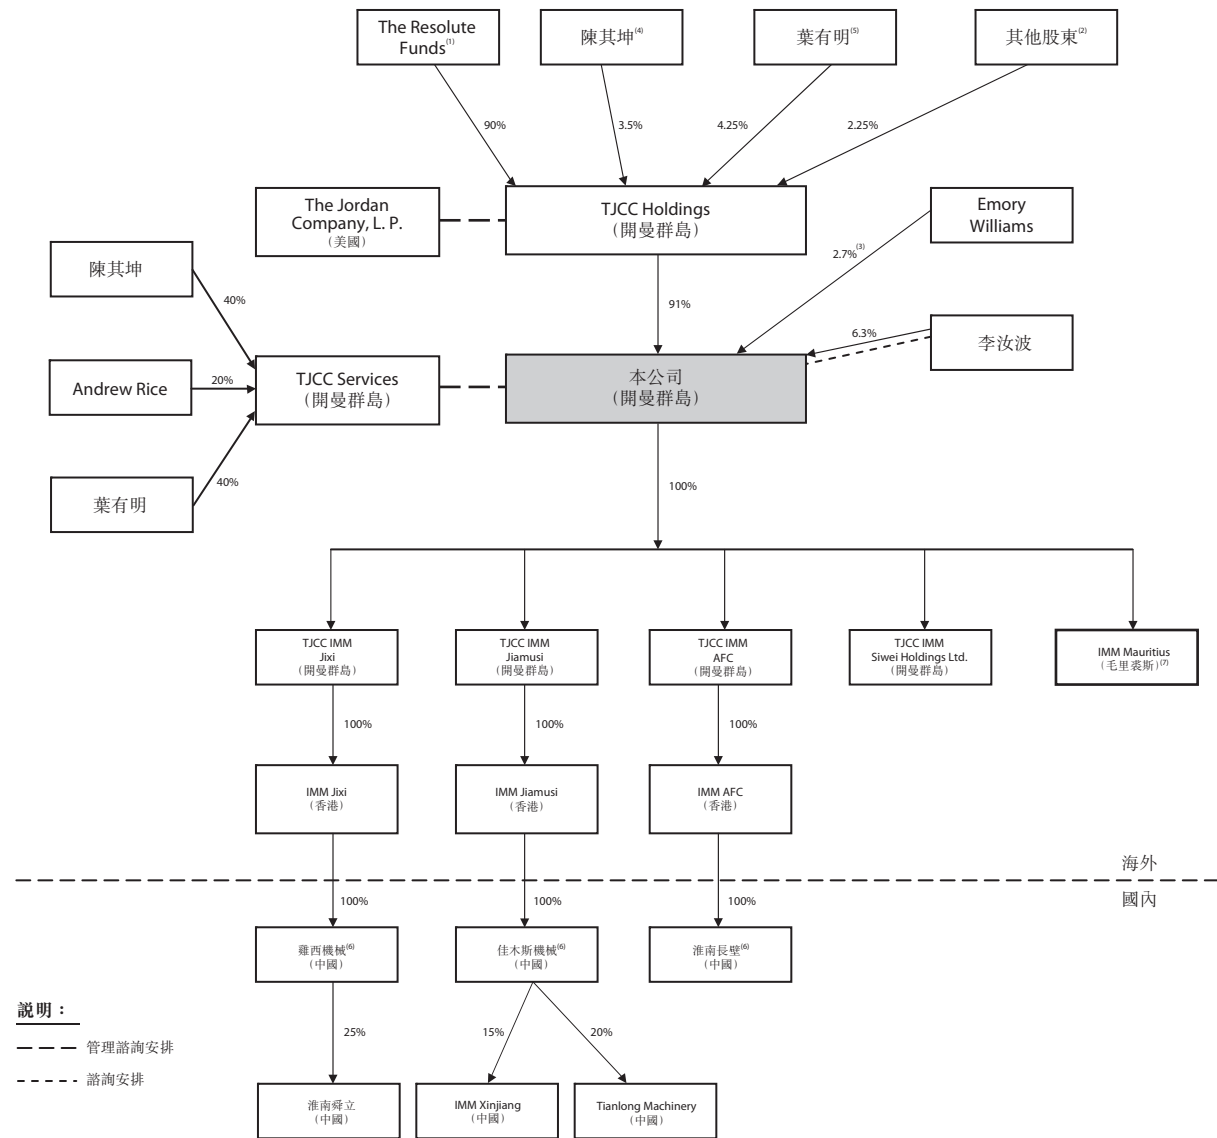 The Resolute
Funds(1)
陳其坤(4)
葉有明(5)
其他股東(2)
90%
3.5%
4.25%
2.25%
The Jordan
Company, L. P.
(美國)
TJCC Holdings
(開曼群島)
Emory
Williams
2.7%(3)
陳其坤
40%
91%
6.3%
李汝波
Andrew Rice
20%
TJCC Services
(開曼群島)
本公司
(開曼群島)
葉有明
40%
100%
TJCC IMM
Jixi
(開曼群島)
TJCC IMM
Jiamusi
(開曼群島)
TJCC IMM
AFC
(開曼群島)
TJCC IMM
Siwei Holdings Ltd.
(開曼群島)
IMM Mauritius
(毛里裘斯)(7)
100%
100%
100%
IMM Jixi
(香港)
IMM Jiamusi
(香港)
IMM AFC
(香港)
海外
國內
100%
100%
100%
雞西機械(6)
(中國)
佳木斯機械(6)
(中國)
淮南長壁(6)
(中國)
説明：
管理諮詢安排
諮詢安排
25%
15%
20%
淮南舜立
(中國)
IMM Xinjiang
(中國)
Tianlong Machinery
(中國)